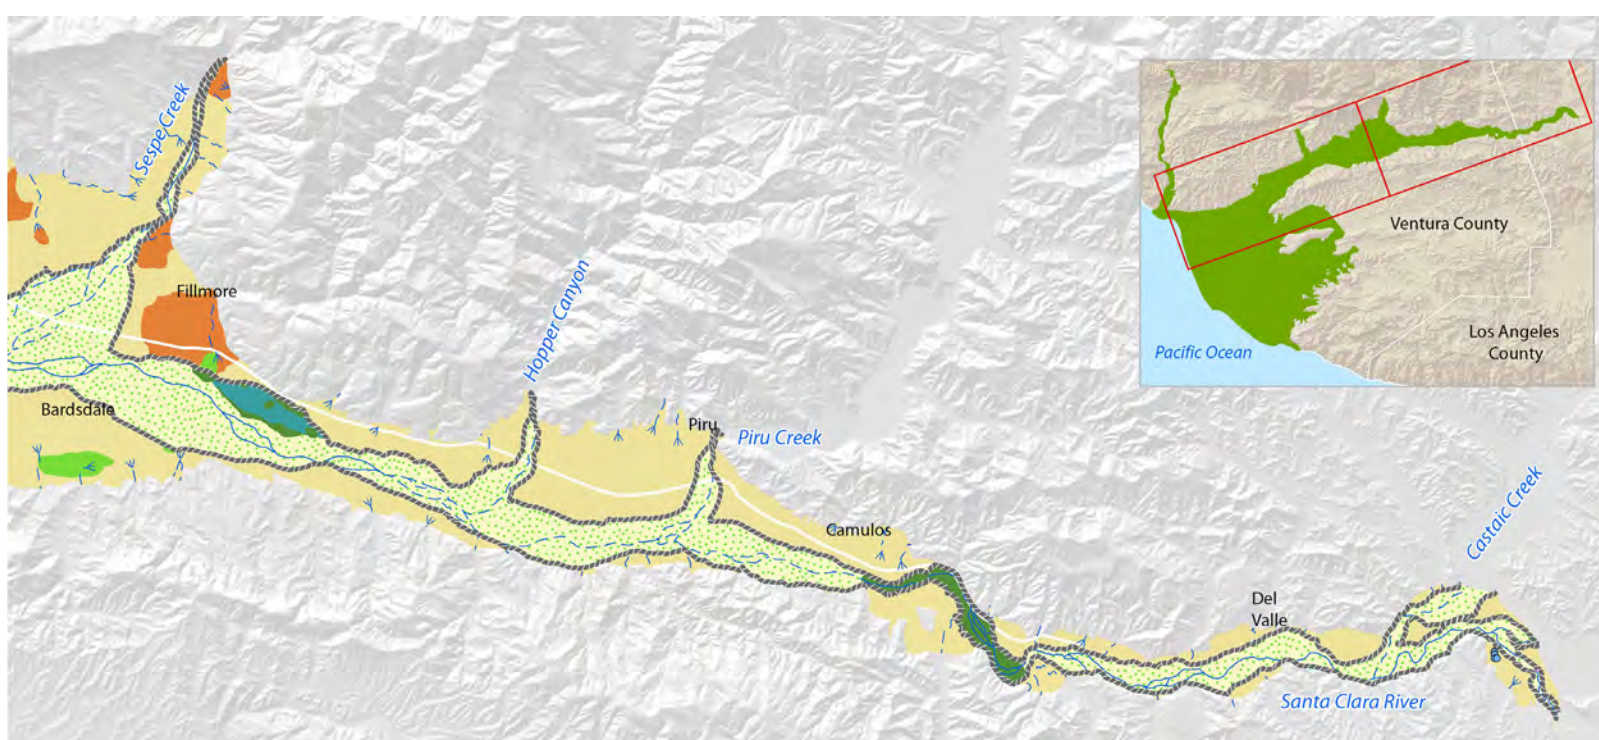 Sespe Creek
Fillmore
Bardsdale
Hopper Canyon
Piru
Piru Creek
Camulos
Del
Valle
Castaic Creek
Santa Clara River
Ventura County
Los Angeles
County
Pacific Ocean